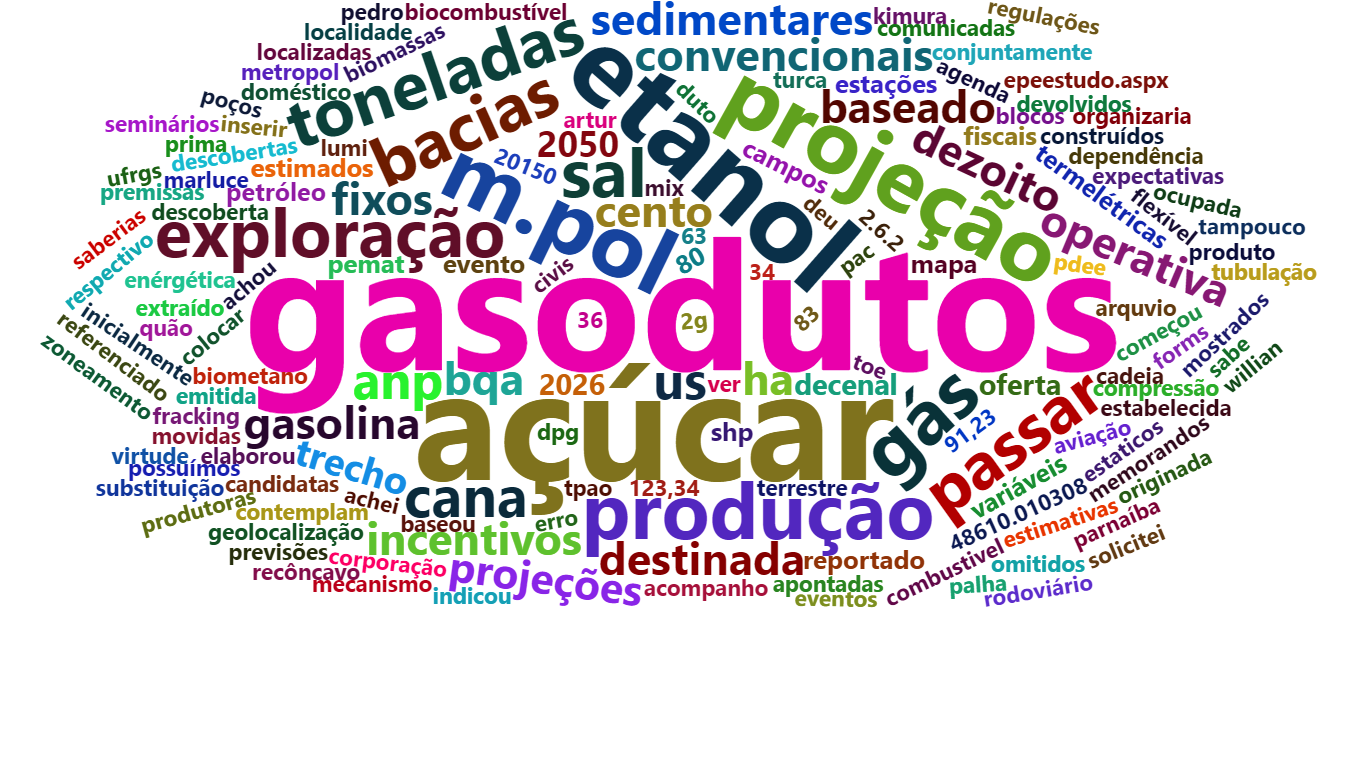 pedro
biocombustível
sedimentares
kimura
regulações
localidade
comunicadas
localizadas
biomassas
toneladas
etanol
convencionais
conjuntamente
metropol
turca
estações
agenda
epeestudo.aspx
doméstico
poços
duto
projeção
baseado
blocos
devolvidos
organizaria
seminários
inserir
bacias
artur
2050
dezoito
fiscais
construídos
prima
descobertas
lumi
m.pol
20150
sal
mix
campos
termelétricas
dependência
ufrgs
marluce
estimados
expectativas
premissas
petróleo
fixos
cento
deu
2.6.2
flexível
ocupada
saberias
descoberta
exploração
63
80
operativa
tampouco
respectivo
energética
pemat
evento
civis
34
pac
mapa
pdee
produto
tubulação
achou
gasodutos
extraído
quão
colocar
inicialmente
36
2g
83
arquvio
começou
forms
mostrados
referenciado
zoneamento
biometano
emitida
anp
bqa
2026
us
ver
ha
decenal
toe
oferta
cadeia
compressão
sabe
willian
fracking
gasolina
açúcar
gás
passar
estabelecida
movidas
dpg
shp
91,23
aviação
virtude
elaborou
possuímos
trecho
variáveis
estaticos
memorandos
substituição
candidatas
achei
cana
tpao
123,34
terrestre
48610.010308
originada
produtoras
contemplam
baseou
erro
produção
estimativas
parnaíba
geolocalização
incentivos
previsões
corporação
destinada
reportado
combustível
omitidos
solicitei
recôncavo
mecanismo
projeções
indicou
acompanho
apontadas
eventos
palha
rodoviário